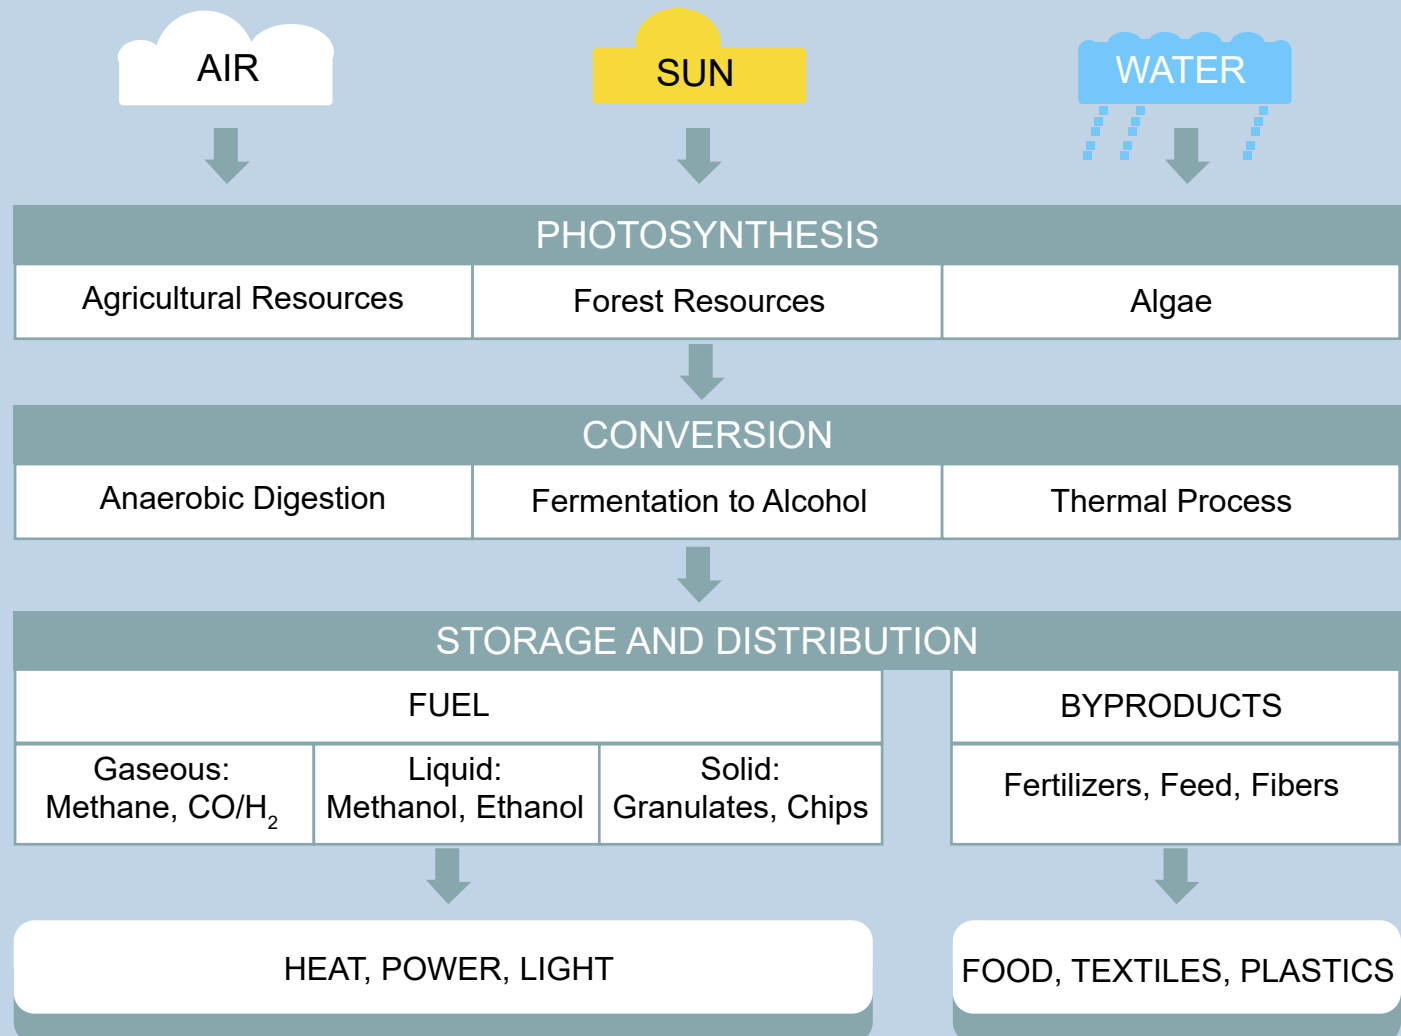 AIR
SUN
WATER
PHOTOSYNTHESIS
Agricultural Resources
Forest Resources
Algae
CONVERSION
Anaerobic Digestion
Fermentation to Alcohol
Thermal Process
STORAGE AND DISTRIBUTION
FUEL
BYPRODUCTS
Gaseous:
Methane, CO/H₂
Liquid:
Methanol, Ethanol
Solid:
Granulates, Chips
Fertilizers, Feed, Fibers
HEAT, POWER, LIGHT
FOOD, TEXTILES, PLASTICS